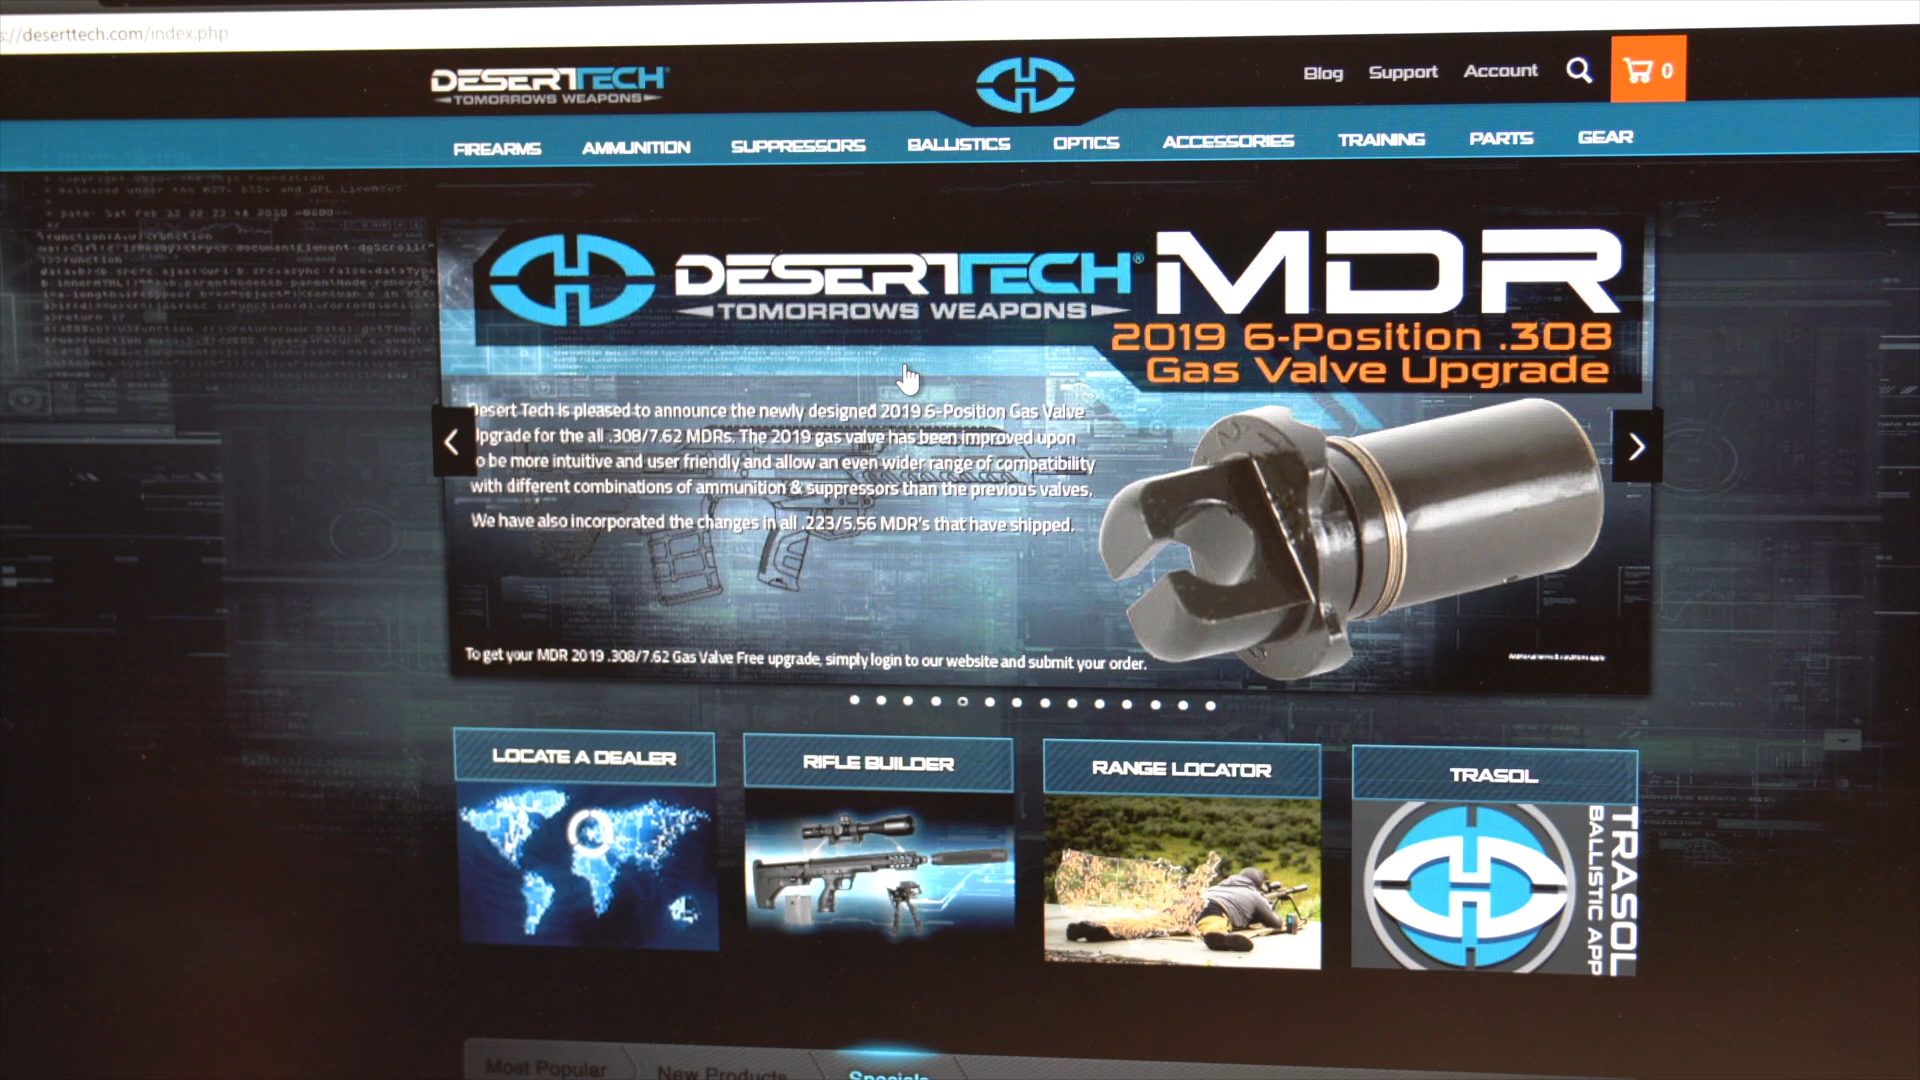 ://deserttech.com/index.php
DESERTTECH
TOMORROWS WEAPONS
Blog Support Account 0
FIREARMS AMMUNITION SUPPRESSORS BALLISTICS OPTICS ACCESSORIES TRAINING PARTS GEAR
DESERTTECH® MDR
TOMORROWS WEAPONS
2019 6-Position .308
Gas Valve Upgrade
esert Tech is pleased to announce the newly designed 2019 6-Position Gas Valve
pgrade for the all .308/7.62 MDRs. The 2019 gas valve has been improved upon
o be more intuitive and user friendly and allow an even wider range of compatibility
with different combinations of ammunition & suppressors than the previous valves.
We have also incorporated the changes in all .223/5.56 MDR's that have shipped.
To get your MDR 2019 .308/7.62 Gas Valve Free upgrade, simply login to our website and submit your order.
LOCATE A DEALER RIFLE BUILDER RANGE LOCATOR TRASOL
TRASOL
BALLISTIC APP
Most Popular New Products Specials